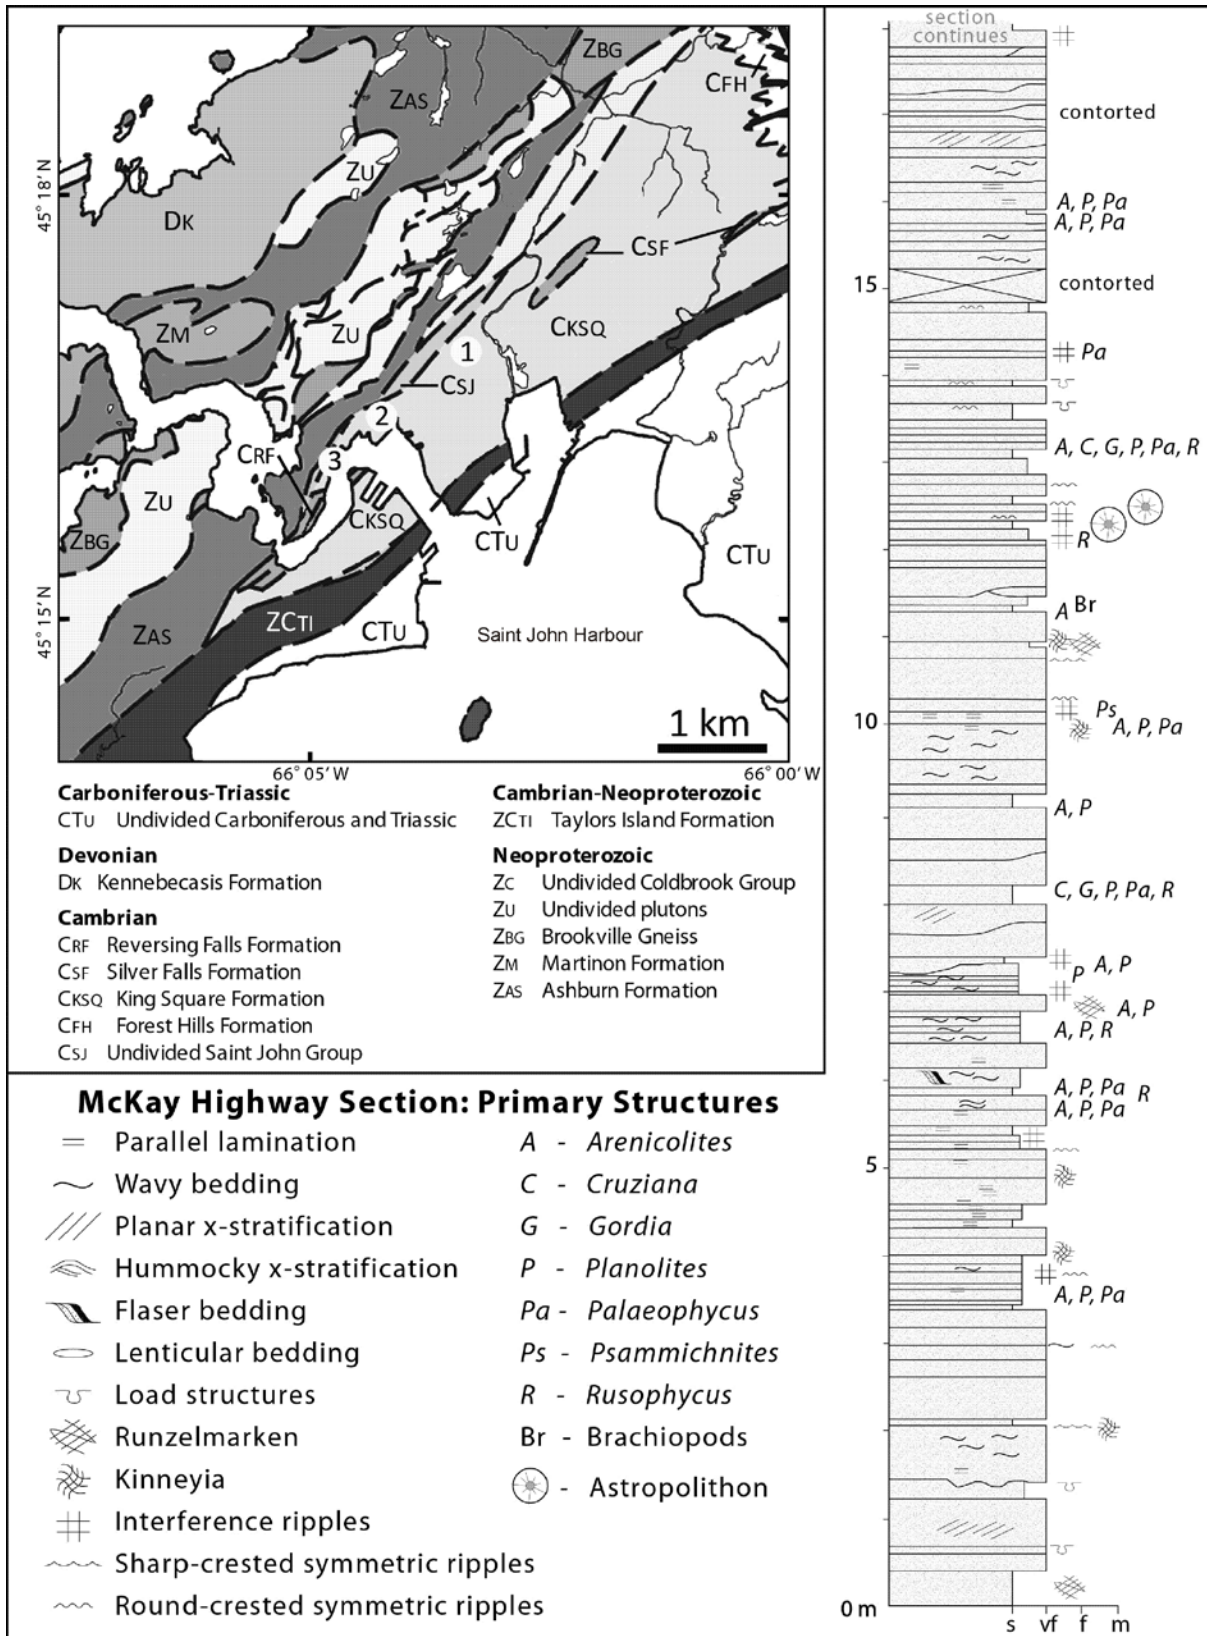 ZBG
CFH
ZAS
45° 18' N
ZU
DK
CSF
ZM
ZU
CKSQ
1
CSJ
2
CRF
3
ZU
CKSQ
ZBG
CTU
CTU
45° 15' N
ZAS
ZCTI
CTU
Saint John Harbour
1 km
66° 05' W
66° 00' W
Carboniferous-Triassic
CTU Undivided Carboniferous and Triassic
Devonian
DK Kennebecasis Formation
Cambrian
CRF Reversing Falls Formation
CSF Silver Falls Formation
CKSQ King Square Formation
CFH Forest Hills Formation
CSJ Undivided Saint John Group
Cambrian-Neoproterozoic
ZCTI Taylors Island Formation
Neoproterozoic
ZC Undivided Coldbrook Group
ZU Undivided plutons
ZBG Brookville Gneiss
ZM Martinon Formation
ZAS Ashburn Formation
McKay Highway Section: Primary Structures
Parallel lamination
Wavy bedding
Planar x-stratification
Hummocky x-stratification
Flaser bedding
Lenticular bedding
Load structures
Runzelmarken
Kinneyia
Interference ripples
Sharp-crested symmetric ripples
Round-crested symmetric ripples
A - Arenicolites
C - Cruziana
G - Gordia
P - Planolites
Pa - Palaeophycus
Ps - Psammichnites
R - Rusophycus
Br - Brachiopods
- Astropolithon
section
continues
contorted
A, P, Pa
A, P, Pa
15
contorted
Pa
A, C, G, P, Pa, R
R
A Br
Ps
10
A, P, Pa
A, P
C, G, P, Pa, R
A, P
P
A, P
A, P, R
A, P, Pa R
A, P, Pa
5
A, P, Pa
0 m
s vf f m